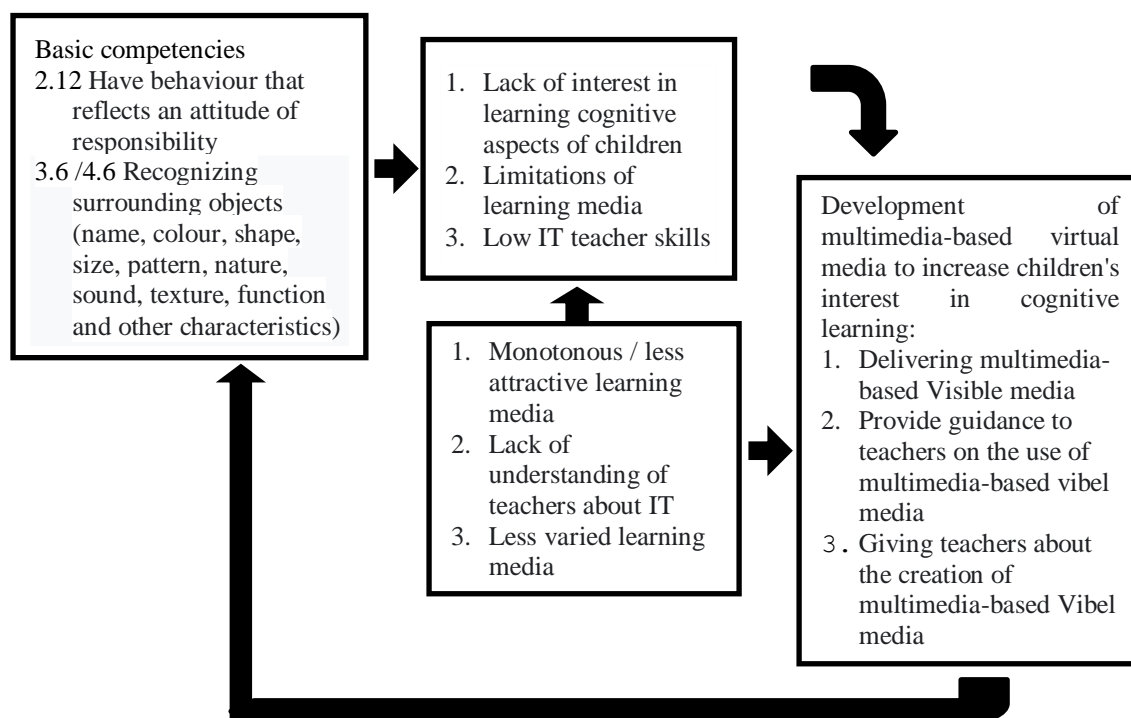 Basic competencies
2.12 Have behaviour that
reflects an attitude of
responsibility
3.6 /4.6 Recognizing
surrounding objects
(name, colour, shape,
size, pattern, nature,
sound, texture, function
and other characteristics)
1. Lack of interest in
learning cognitive
aspects of children
2. Limitations of
learning media
3. Low IT teacher skills
1. Monotonous / less
attractive learning
media
2. Lack of
understanding of
teachers about IT
3. Less varied learning
media
Development of
multimedia-based virtual
media to increase children's
interest in cognitive
learning:
1. Delivering multimedia-
based Visible media
2. Provide guidance to
teachers on the use of
multimedia-based vibel
media
3. Giving teachers about
the creation of
multimedia-based Vibel
media